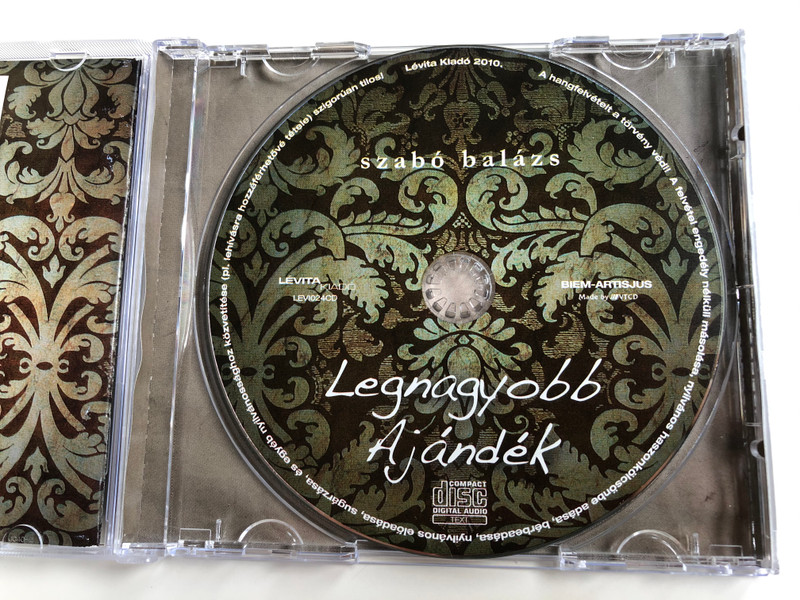 Lévita Kiadó 2010. A hangfelvételt a törvény védi! A felvétel engedély nélküli másolása, nyilvános haszonkölcsönbe adása, bérbeadása, nyilvános előadása, sugárzása, és egyéb nyilvánossághoz közvetítése (pl. lehívásra hozzáférhetővé tétele) szigorúan tilos!
szabó balázs
LÉVITA
KIADÓ
LEVI024CD
BIEM-ARTISJUS
Made by VTCD
Legnagyobb
Ajándék
COMPACT
disc
DIGITAL AUDIO
TEXT